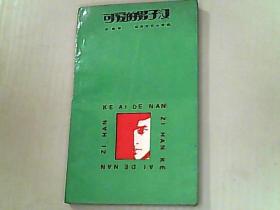 可爱的男子汉
KE AI DE NAN
ZI HAN KE
AI DE NAN
ZI HAN